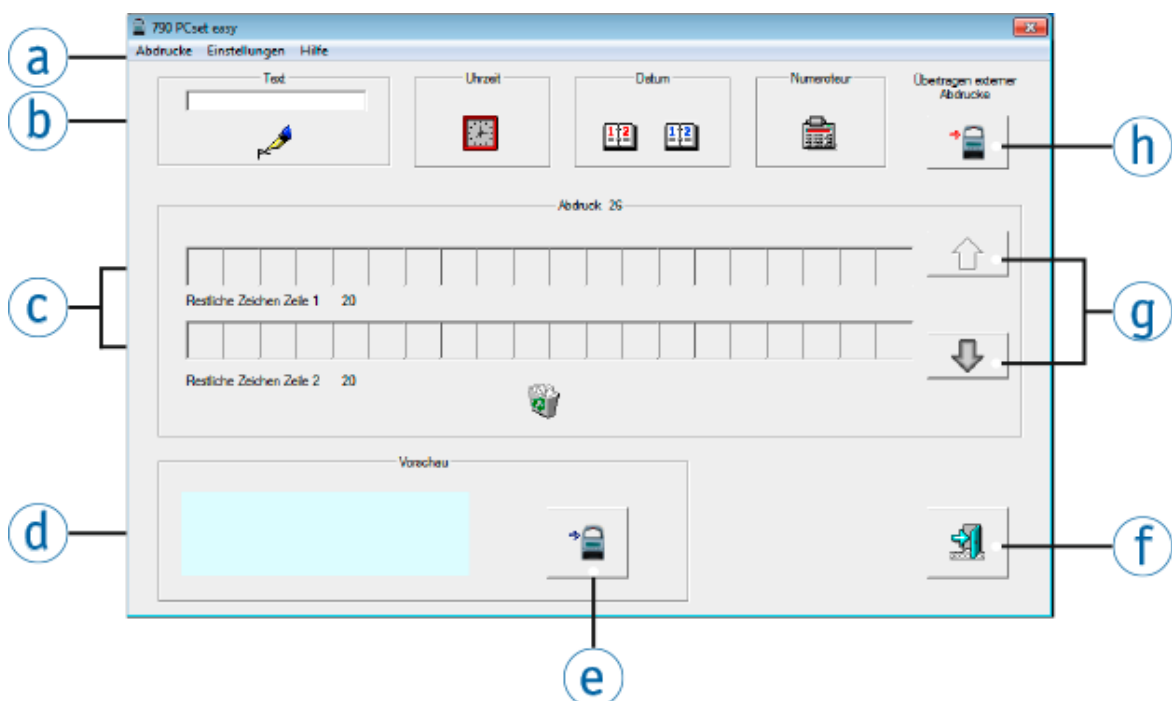 790 PCset easy
Abdrucke Einstellungen Hilfe
a
Text
Uhrzeit
Datum
Numeroteur
Übertragen externer
Abdrucke
b
h
Abdruck 26
Restliche Zeichen Zeile 1 20
c
g
Restliche Zeichen Zeile 2 20
Vorschau
d
f
e